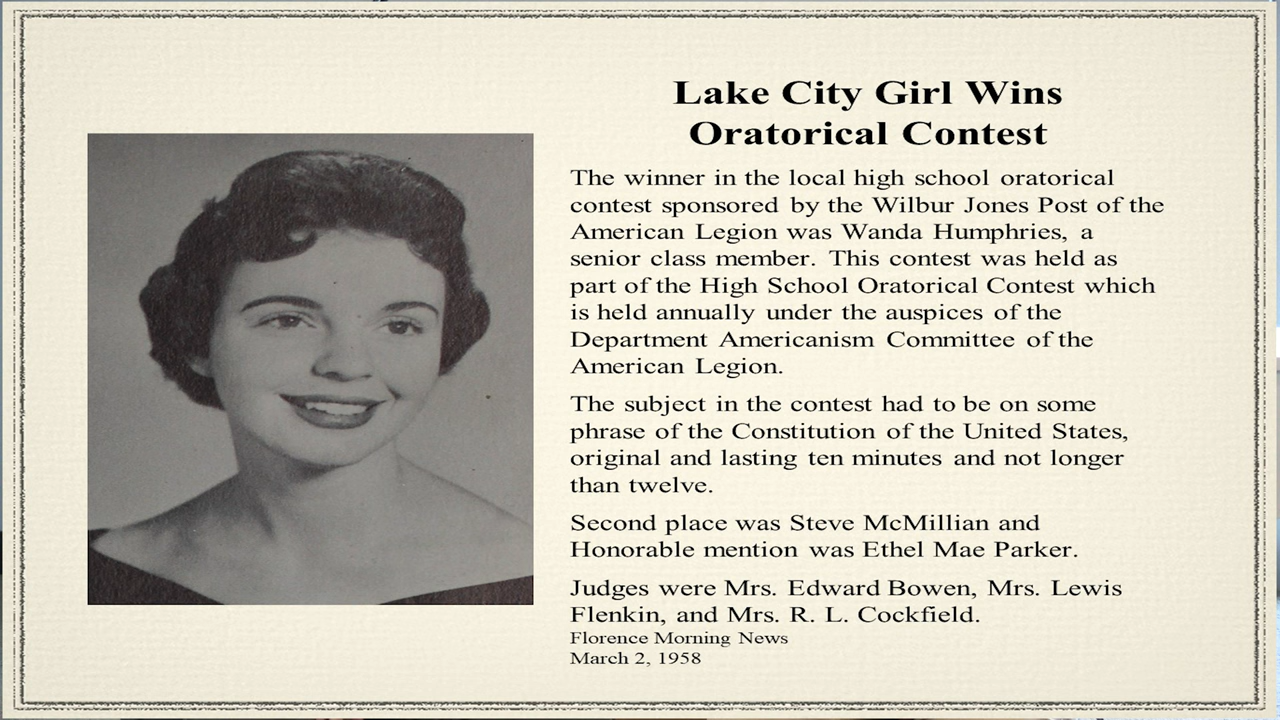 Lake City Girl Wins
Oratorical Contest
The winner in the local high school oratorical
contest sponsored by the Wilbur Jones Post of the
American Legion was Wanda Humphries, a
senior class member. This contest was held as
part of the High School Oratorical Contest which
is held annually under the auspices of the
Department Americanism Committee of the
American Legion.
The subject in the contest had to be on some
phrase of the Constitution of the United States,
original and lasting ten minutes and not longer
than twelve.
Second place was Steve McMillian and
Honorable mention was Ethel Mae Parker.
Judges were Mrs. Edward Bowen, Mrs. Lewis
Flenkin, and Mrs. R. L. Cockfield.
Florence Morning News
March 2, 1958